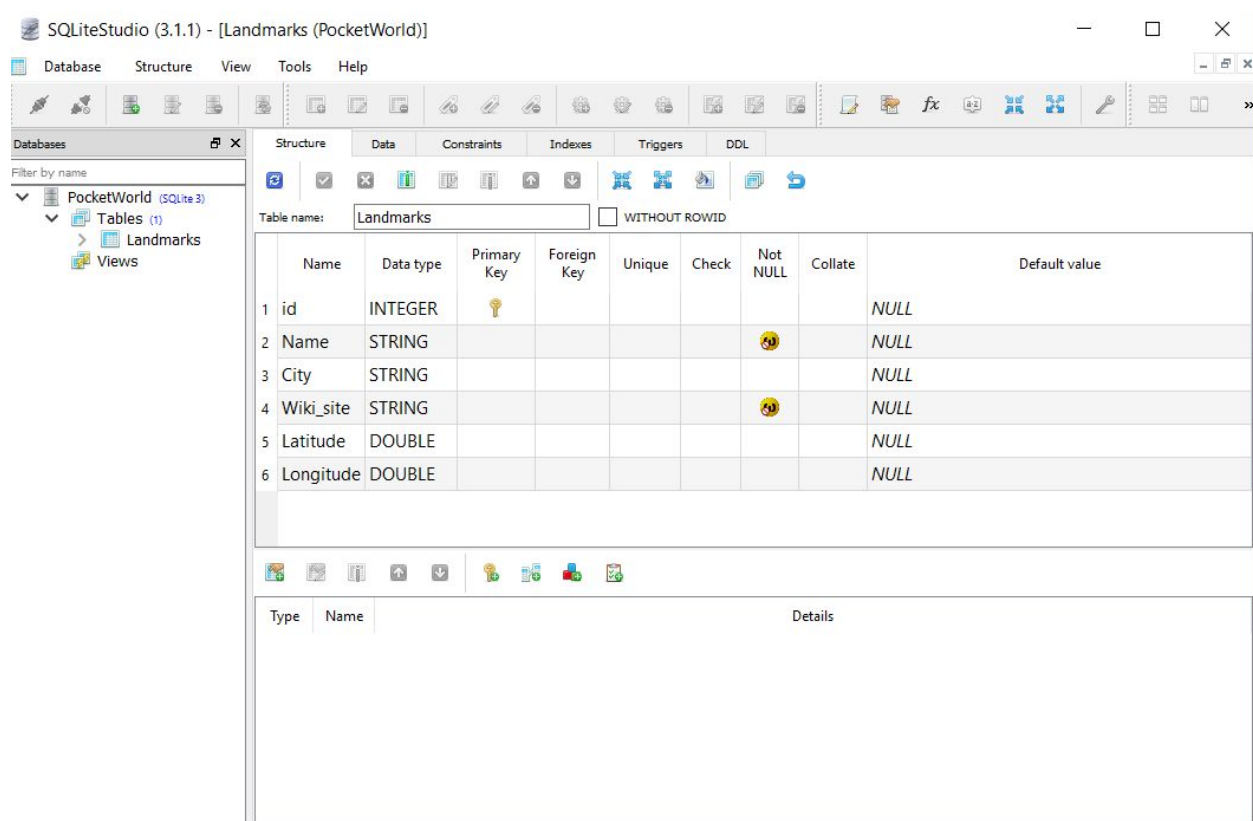 SQLiteStudio (3.1.1) - [Landmarks (PocketWorld)]
Database Structure View Tools Help
fx
Databases
Filter by name
PocketWorld (SQLite 3)
Tables (1)
Landmarks
Views
Structure Data Constraints Indexes Triggers DDL
Table name: Landmarks WITHOUT ROWID
Name Data type Primary Key Foreign Key Unique Check Not NULL Collate Default value
1 id INTEGER NULL
2 Name STRING NULL
3 City STRING NULL
4 Wiki_site STRING NULL
5 Latitude DOUBLE NULL
6 Longitude DOUBLE NULL
Type Name Details